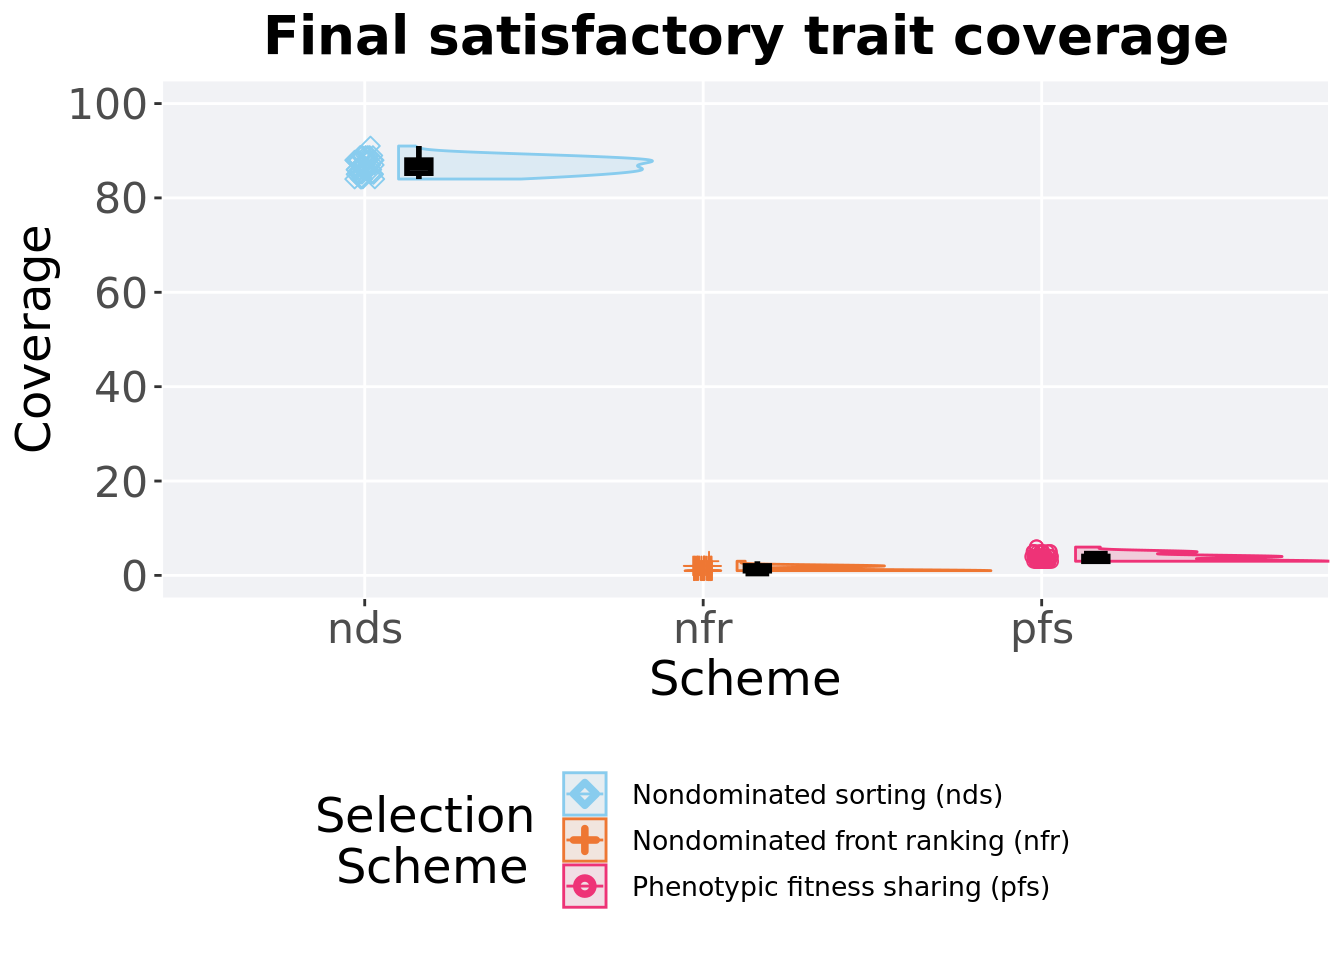 Final satisfactory trait coverage
100
80
60
40
20
0
Coverage
nds
nfr
pfs
Scheme
Selection
Scheme
Nondominated sorting (nds)
Nondominated front ranking (nfr)
Phenotypic fitness sharing (pfs)